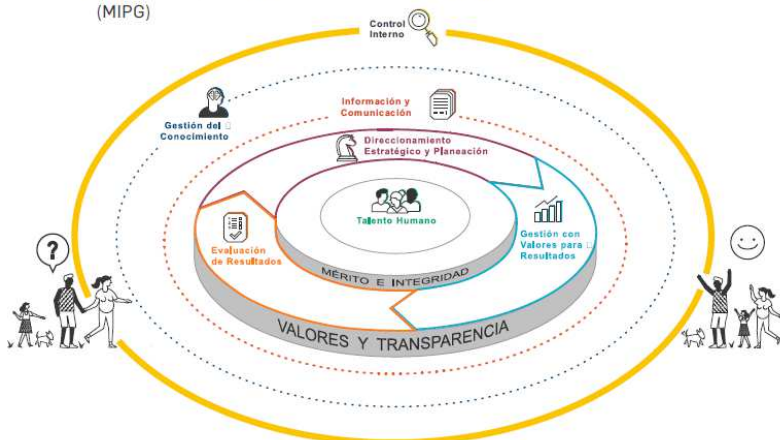 (MIPG)
Control
Interno
Información y
Comunicación
Gestión del
Conocimiento
Direccionamiento
Estratégico y Planeación
Talento Humano
Gestión con
Valores para
Resultados
Evaluación
de Resultados
MÉRITO E INTEGRIDAD
VALORES Y TRANSPARENCIA
?